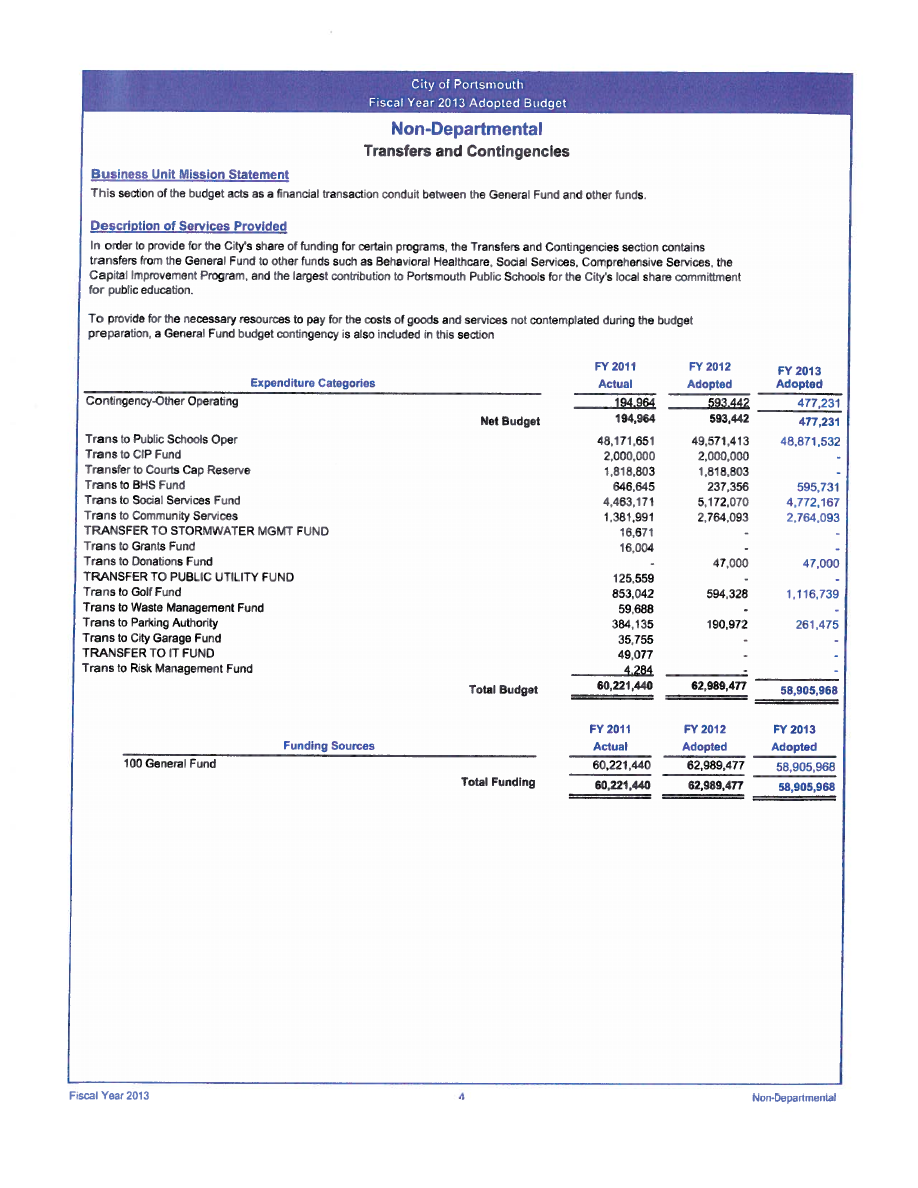 City of Portsmouth
Fiscal Year 2013 Adopted Budget
Non-Departmental
Transfers and Contingencies
Business Unit Mission Statement
This section of the budget acts as a financial transaction conduit between the General Fund and other funds.
Description of Services Provided
In order to provide for the City's share of funding for certain programs, the Transfers and Contingencies section contains
transfers from the General Fund to other funds such as Behavioral Healthcare, Social Services, Comprehensive Services, the
Capital Improvement Program, and the largest contribution to Portsmouth Public Schools for the City's local share committment
for public education.
To provide for the necessary resources to pay for the costs of goods and services not contemplated during the budget
preparation, a General Fund budget contingency is also included in this section
FY 2011 FY 2012 FY 2013
Expenditure Categories Actual Adopted Adopted
Contingency-Other Operating 194,964 593,442 477,231
Net Budget 194,964 593,442 477,231
Trans to Public Schools Oper 48,171,651 49,571,413 48,871,532
Trans to CIP Fund 2,000,000 2,000,000 -
Transfer to Courts Cap Reserve 1,818,803 1,818,803 -
Trans to BHS Fund 646,645 237,356 595,731
Trans to Social Services Fund 4,463,171 5,172,070 4,772,167
Trans to Community Services 1,381,991 2,764,093 2,764,093
TRANSFER TO STORMWATER MGMT FUND 16,671 - -
Trans to Grants Fund 16,004 - -
Trans to Donations Fund - 47,000 47,000
TRANSFER TO PUBLIC UTILITY FUND 125,559 - -
Trans to Golf Fund 853,042 594,328 1,116,739
Trans to Waste Management Fund 59,688 - -
Trans to Parking Authority 384,135 190,972 261,475
Trans to City Garage Fund 35,755 - -
TRANSFER TO IT FUND 49,077 - -
Trans to Risk Management Fund 4,284 - -
Total Budget 60,221,440 62,989,477 58,905,968
FY 2011 FY 2012 FY 2013
Funding Sources Actual Adopted Adopted
100 General Fund 60,221,440 62,989,477 58,905,968
Total Funding 60,221,440 62,989,477 58,905,968
Fiscal Year 2013 4 Non-Departmental